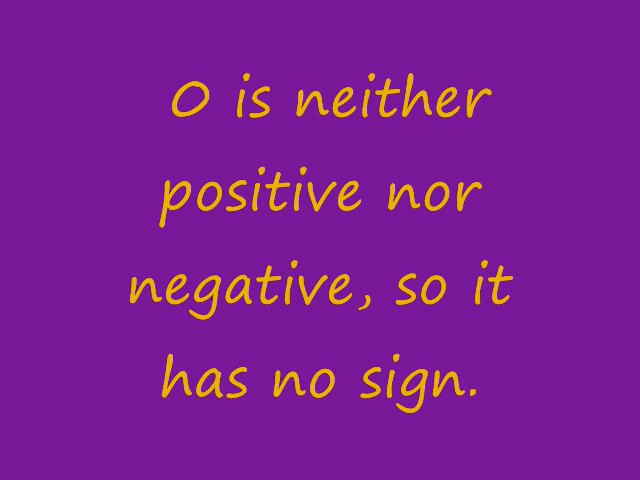 0 is neither
positive nor
negative, so it
has no sign.